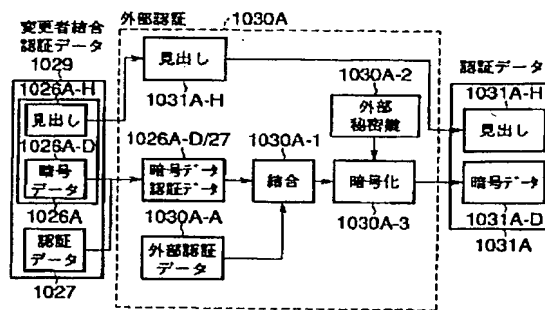 変更者結合
認証データ
1029
1026A-H
見出し
1026A-D
暗号
データ
1026A
認証
データ
1027
外部認証
1030A
見出し
1031A-H
1030A-2
外部
秘密鍵
1026A-D/27
暗号データ
認証データ
1030A-1
結合
暗号化
1030A-3
1030A-A
外部認証
データ
認証データ
1031A-H
見出し
暗号データ
1031A-D
1031A